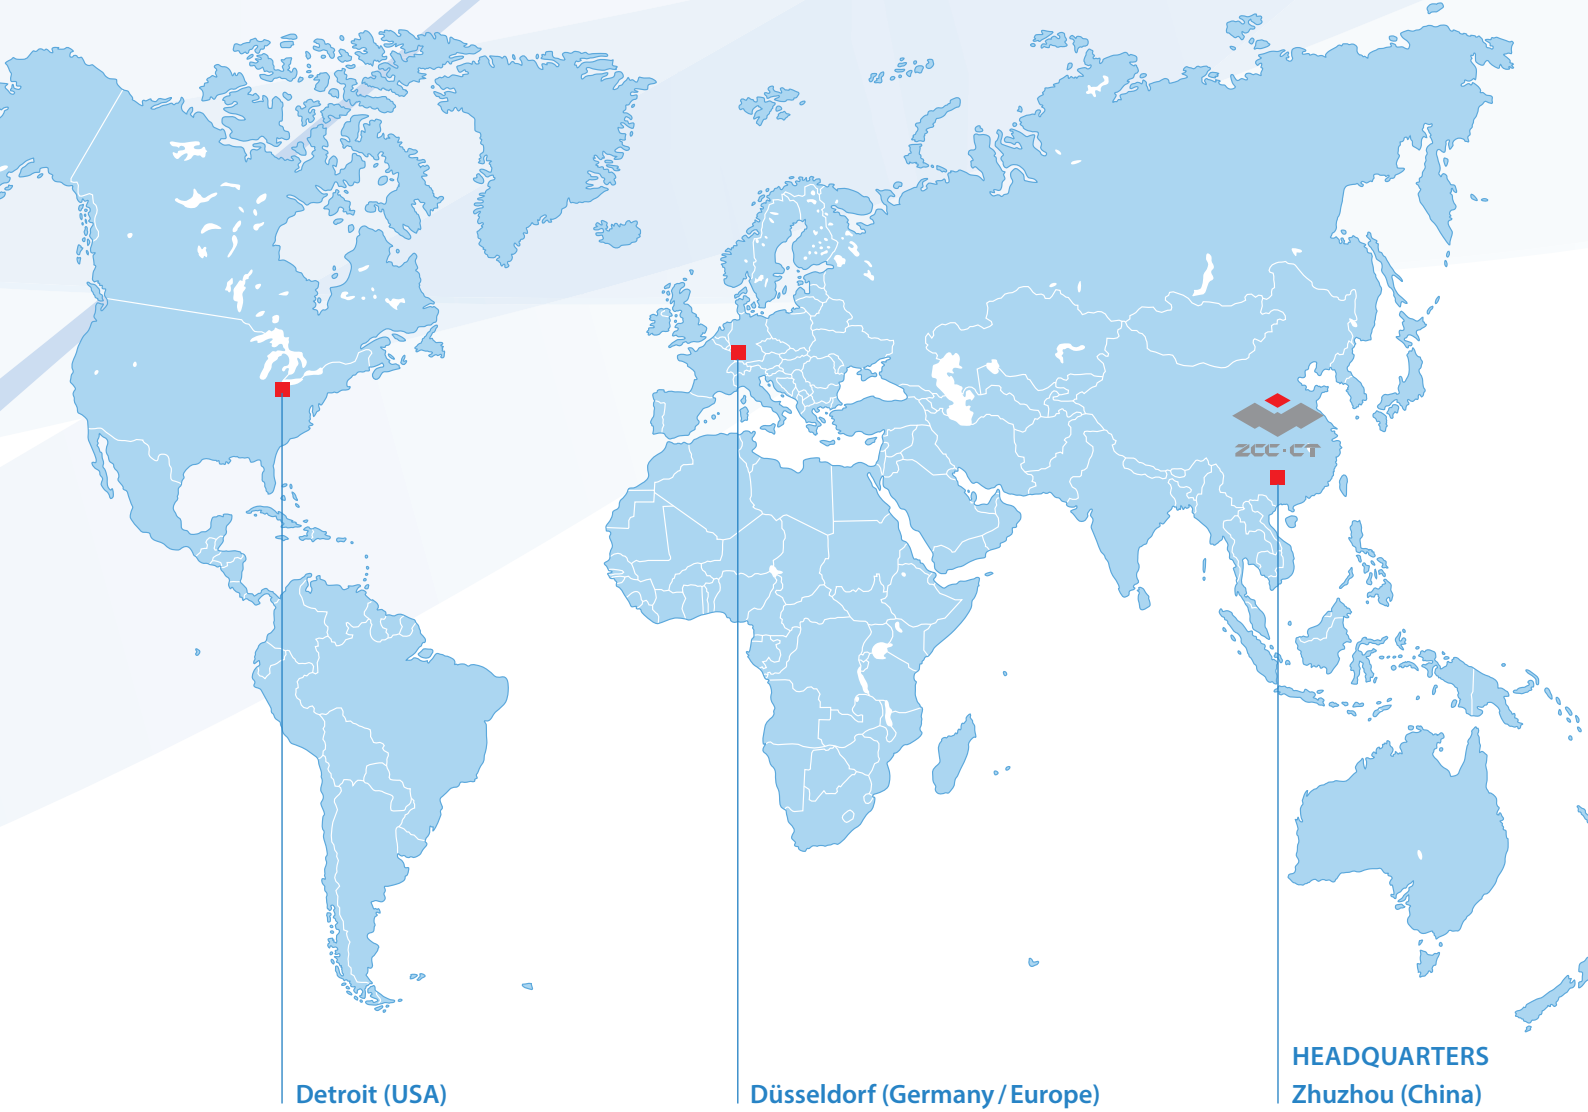 ZCC·CT
HEADQUARTERS
Detroit (USA)
Düsseldorf (Germany / Europe)
Zhuzhou (China)